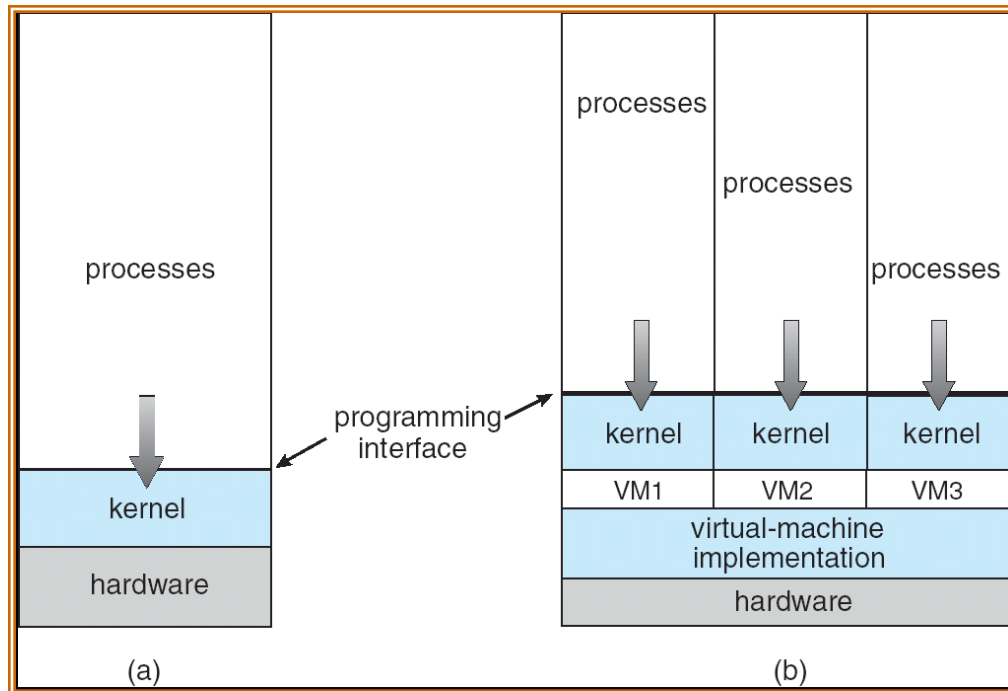 processes
kernel
hardware
(a)
programming
interface
processes
processes
processes
kernel kernel kernel
VM1 VM2 VM3
virtual-machine
implementation
hardware
(b)